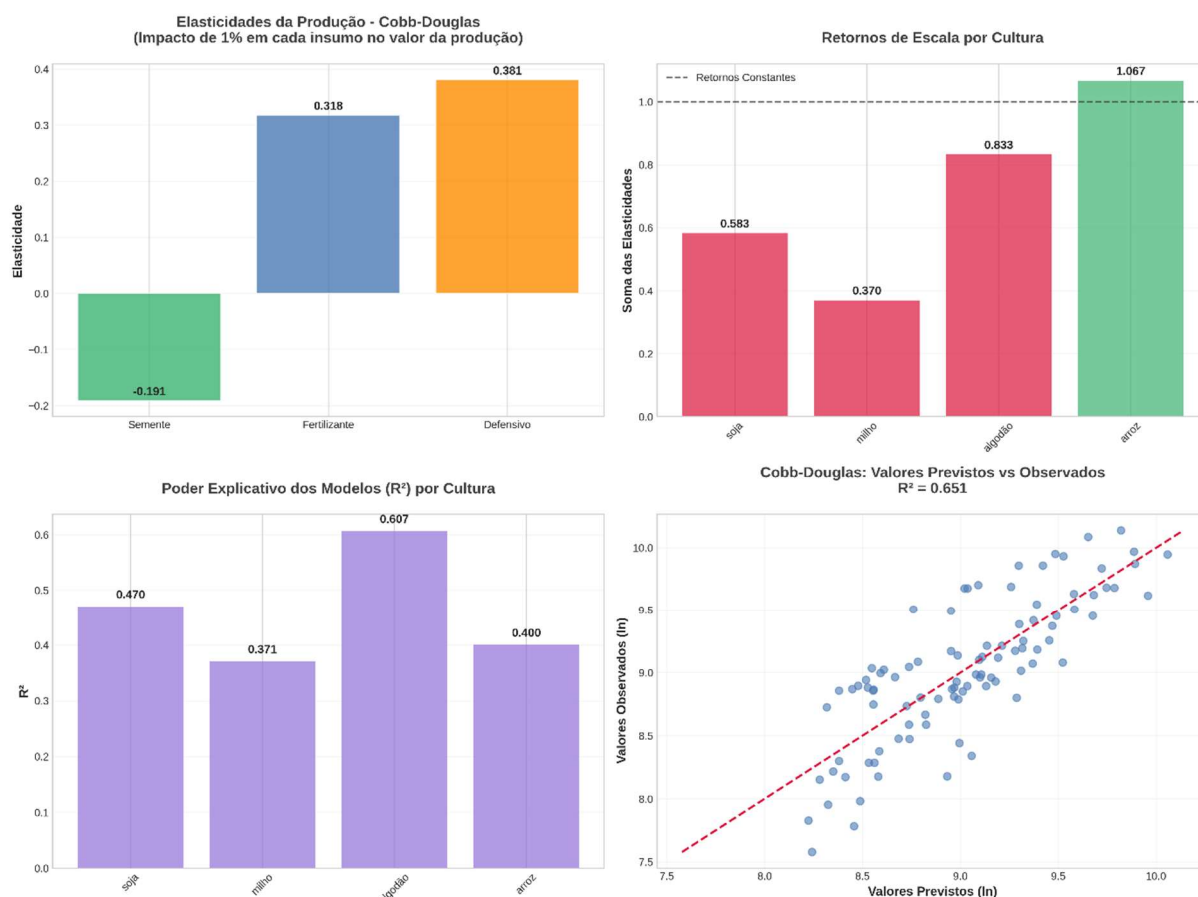 Elasticidades da Produção - Cobb-Douglas
(Impacto de 1% em cada insumo no valor da produção)
Elasticidade
0.4
0.3
0.2
0.1
0.0
−0.1
−0.2
-0.191
0.318
0.381
Semente
Fertilizante
Defensivo
Retornos de Escala por Cultura
Soma das Elasticidades
Retornos Constantes
1.0
0.8
0.6
0.4
0.2
0.0
0.583
0.370
0.833
1.067
soja
milho
algodão
arroz
Poder Explicativo dos Modelos (R²) por Cultura
R²
0.6
0.5
0.4
0.3
0.2
0.1
0.0
0.470
0.371
0.607
0.400
soja
milho
algodão
arroz
Cobb-Douglas: Valores Previstos vs Observados
R² = 0.651
Valores Observados (ln)
10.0
9.5
9.0
8.5
8.0
7.5
7.5
8.0
8.5
9.0
9.5
10.0
Valores Previstos (ln)